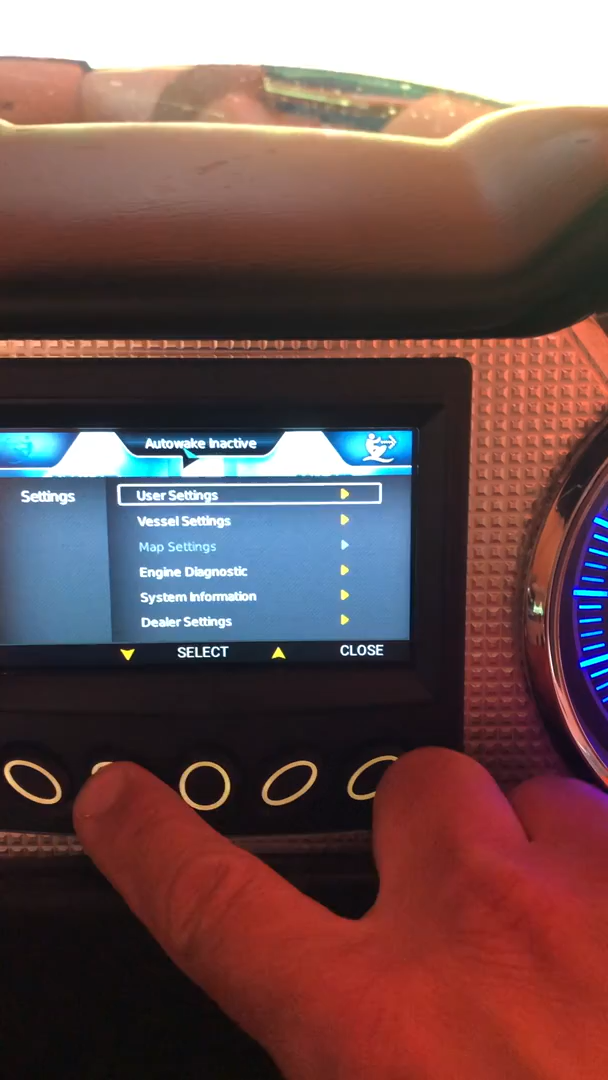 Autowake Inactive
Settings
User Settings
Vessel Settings
Map Settings
Engine Diagnostic
System Information
Dealer Settings
SELECT
CLOSE